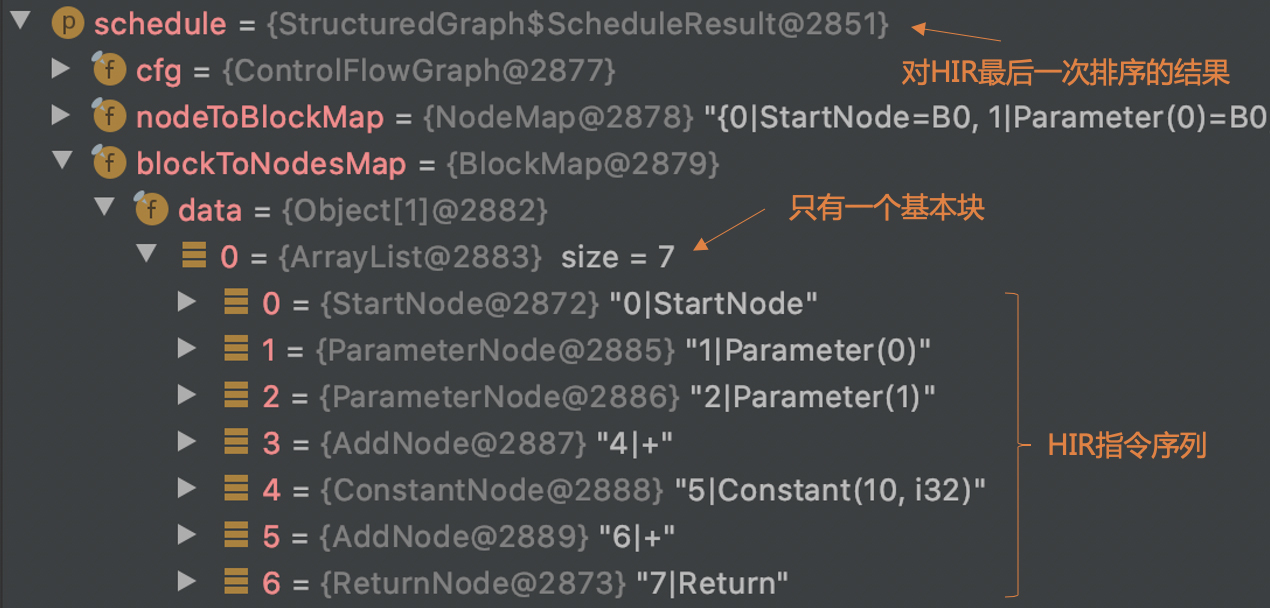 p schedule = {StructuredGraph$ScheduleResult@2851}
对HIR最后一次排序的结果
f cfg = {ControlFlowGraph@2877}
f nodeToBlockMap = {NodeMap@2878} "{0|StartNode=B0, 1|Parameter(0)=B0
f blockToNodesMap = {BlockMap@2879}
f data = {Object[1]@2882}
只有一个基本块
0 = {ArrayList@2883} size = 7
0 = {StartNode@2872} "0|StartNode"
1 = {ParameterNode@2885} "1|Parameter(0)"
2 = {ParameterNode@2886} "2|Parameter(1)"
3 = {AddNode@2887} "4|+"
HIR指令序列
4 = {ConstantNode@2888} "5|Constant(10, i32)"
5 = {AddNode@2889} "6|+"
6 = {ReturnNode@2873} "7|Return"